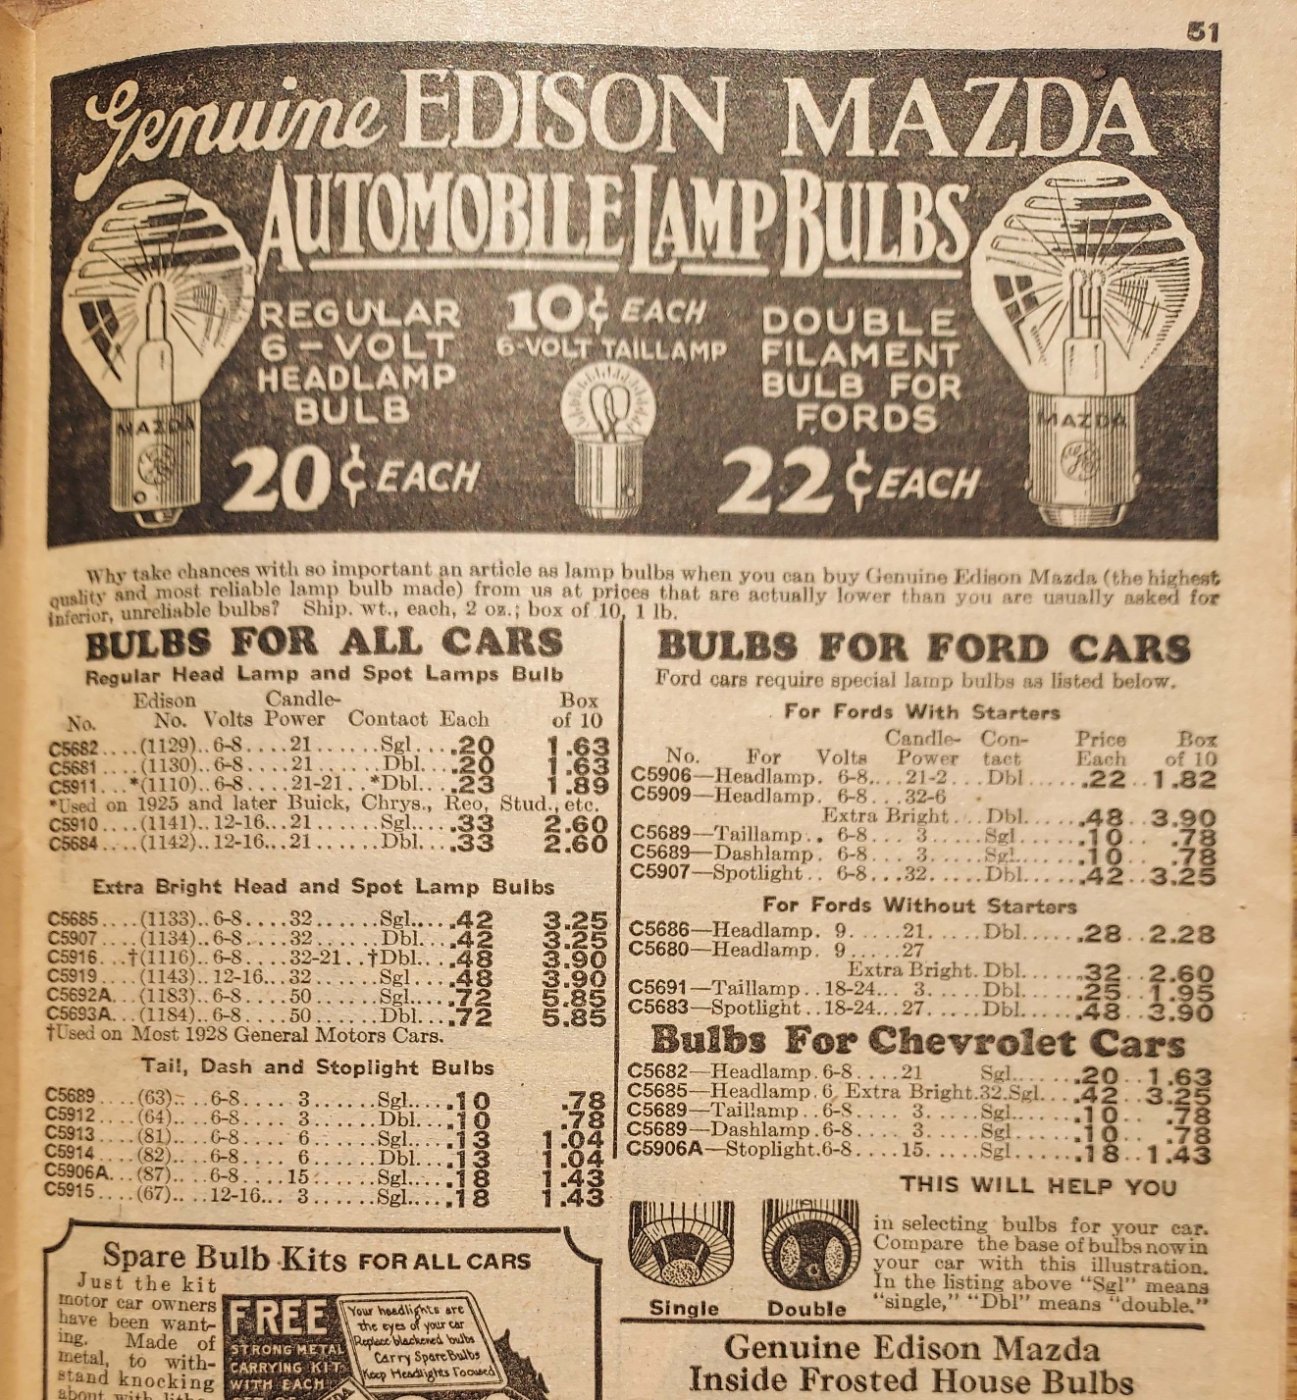 51
Genuine EDISON MAZDA
AUTOMOBILE LAMP BULBS
REGULAR
6-VOLT
HEADLAMP
BULB
20¢ EACH
10¢ EACH
6-VOLT TAILLAMP
DOUBLE
FILAMENT
BULB FOR
FORDS
22¢ EACH
MAZDA
MAZDA
Why take chances with so important an article as lamp bulbs when you can buy Genuine Edison Mazda (the highest
quality and most reliable lamp bulb made) from us at prices that are actually lower than you are usually asked for
inferior, unreliable bulbs? Ship. wt., each, 2 oz.; box of 10, 1 lb.
BULBS FOR ALL CARS
Regular Head Lamp and Spot Lamps Bulb
Edison Candle- Box
No. No. Volts Power Contact Each of 10
C5682....(1129)..6-8....21......Sgl....20 1.63
C5681....(1130)..6-8....21......Dbl....20 1.63
C5911...*(1110)..6-8....21-21..*Dbl....23 1.89
*Used on 1925 and later Buick, Chrys., Reo, Stud., etc.
C5910....(1141)..12-16...21......Sgl....33 2.60
C5684....(1142)..12-16...21......Dbl....33 2.60
Extra Bright Head and Spot Lamp Bulbs
C5685....(1133)..6-8....32......Sgl....42 3.25
C5907....(1134)..6-8....32......Dbl....42 3.25
C5916...†(1116)..6-8....32-21..†Dbl....48 3.90
C5919....(1143)..12-16...32......Sgl....48 3.90
C5692A...(1183)..6-8....50......Sgl....72 5.85
C5693A...(1184)..6-8....50......Dbl....72 5.85
†Used on Most 1928 General Motors Cars.
Tail, Dash and Stoplight Bulbs
C5689....(63)....6-8....3......Sgl....10 .78
C5912....(64)....6-8....3......Dbl....10 .78
C5913....(81)....6-8....6......Sgl....13 1.04
C5914....(82)....6-8....6......Dbl....13 1.04
C5906A...(87)....6-8....15......Sgl....18 1.43
C5915....(67)....12-16...3......Sgl....18 1.43
Spare Bulb Kits FOR ALL CARS
Just the kit
motor car owners
have been want-
ing. Made of
metal, to with-
stand knocking
FREE
STRONG METAL
CARRYING KIT
WITH EACH
Your headlights are
the eyes of your car
Replace blackened bulbs
Carry Spare Bulbs
Keep Headlights Focused
BULBS FOR FORD CARS
Ford cars require special lamp bulbs as listed below.
For Fords With Starters
Candle- Con- Price Box
No. For Volts Power tact Each of 10
C5906—Headlamp. 6-8...21-2...Dbl.....22..1.82
C5909—Headlamp. 6-8...32-6
Extra Bright...Dbl.....48..3.90
C5689—Taillamp.. 6-8...3.....Sgl.....10...78
C5689—Dashlamp. 6-8...3.....Sgl.....10...78
C5907—Spotlight.. 6-8...32.....Dbl.....42..3.25
For Fords Without Starters
C5686—Headlamp. 9.....21.....Dbl.....28..2.28
C5680—Headlamp. 9.....27
Extra Bright. Dbl.....32..2.60
C5691—Taillamp..18-24...3.....Dbl.....25..1.95
C5683—Spotlight..18-24...27.....Dbl.....48..3.90
Bulbs For Chevrolet Cars
C5682—Headlamp.6-8....21 Sgl.....20..1.63
C5685—Headlamp.6 Extra Bright.32.Sgl....42..3.25
C5689—Taillamp..6-8....3. Sgl.....10...78
C5689—Dashlamp.6-8....3. Sgl.....10...78
C5906A—Stoplight.6-8....15. Sgl.....18..1.43
THIS WILL HELP YOU
in selecting bulbs for your car.
Compare the base of bulbs now in
your car with this illustration.
In the listing above "Sgl" means
"single," "Dbl" means "double."
Single Double
Genuine Edison Mazda
Inside Frosted House Bulbs